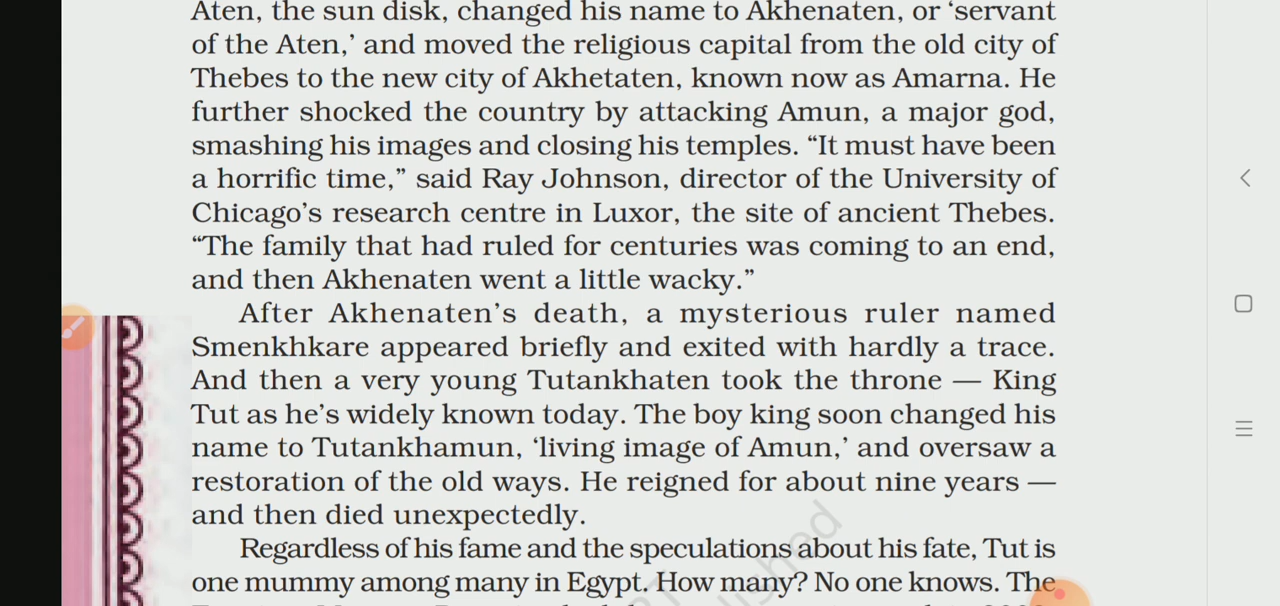 Aten, the sun disk, changed his name to Akhenaten, or ‘servant
of the Aten,’ and moved the religious capital from the old city of
Thebes to the new city of Akhetaten, known now as Amarna. He
further shocked the country by attacking Amun, a major god,
smashing his images and closing his temples. “It must have been
a horrific time,” said Ray Johnson, director of the University of
Chicago’s research centre in Luxor, the site of ancient Thebes.
“The family that had ruled for centuries was coming to an end,
and then Akhenaten went a little wacky.”
After Akhenaten’s death, a mysterious ruler named
Smenkhkare appeared briefly and exited with hardly a trace.
And then a very young Tutankhaten took the throne — King
Tut as he’s widely known today. The boy king soon changed his
name to Tutankhamun, ‘living image of Amun,’ and oversaw a
restoration of the old ways. He reigned for about nine years —
and then died unexpectedly.
Regardless of his fame and the speculations about his fate, Tut is
one mummy among many in Egypt. How many? No one knows. The